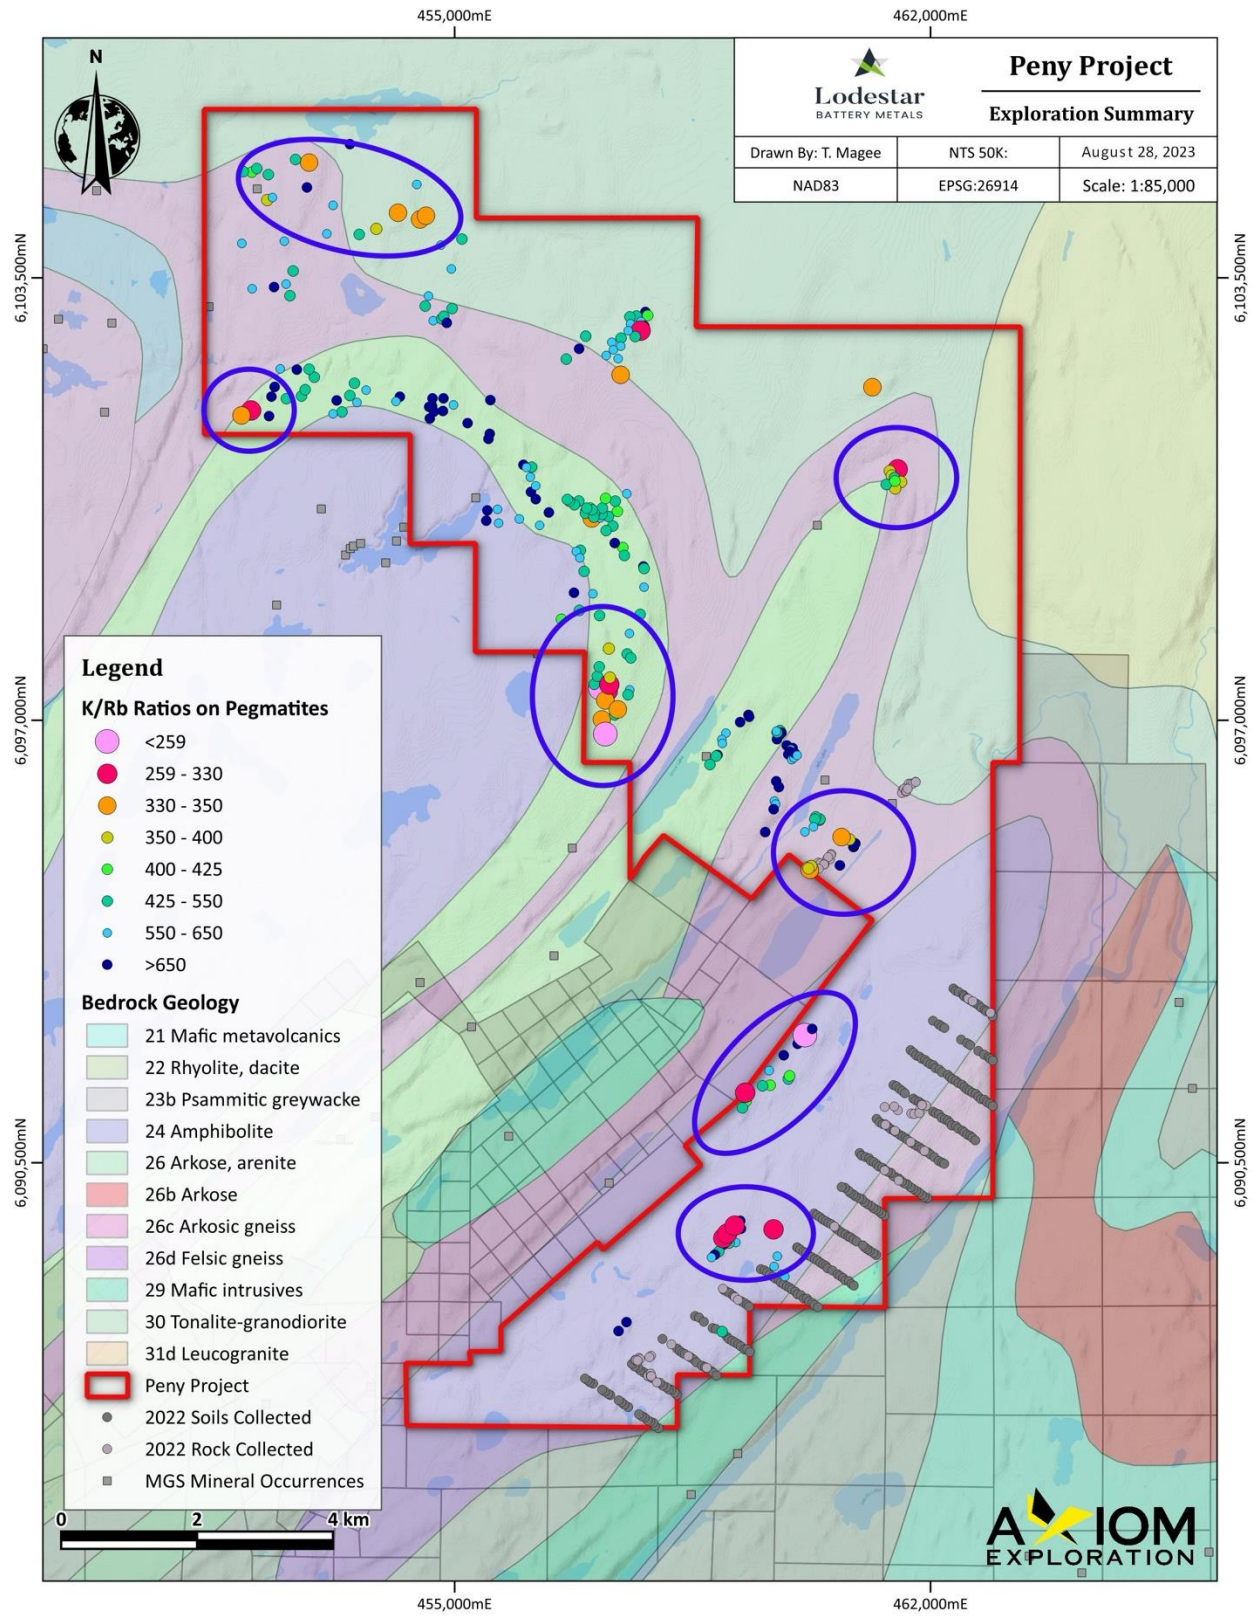 455,000mE
462,000mE
N
Lodestar
BATTERY METALS
Peny Project
Exploration Summary
Drawn By: T. Magee
NTS 50K:
August 28, 2023
NAD83
EPSG:26914
Scale: 1:85,000
6,103,500mN
6,103,500mN
6,097,000mN
6,097,000mN
6,090,500mN
6,090,500mN
Legend
K/Rb Ratios on Pegmatites
<259
259 - 330
330 - 350
350 - 400
400 - 425
425 - 550
550 - 650
>650
Bedrock Geology
21 Mafic metavolcanics
22 Rhyolite, dacite
23b Psammitic greywacke
24 Amphibolite
26 Arkose, arenite
26b Arkose
26c Arkosic gneiss
26d Felsic gneiss
29 Mafic intrusives
30 Tonalite-granodiorite
31d Leucogranite
Peny Project
2022 Soils Collected
2022 Rock Collected
MGS Mineral Occurrences
0 2 4 km
AXIOM
EXPLORATION
455,000mE
462,000mE